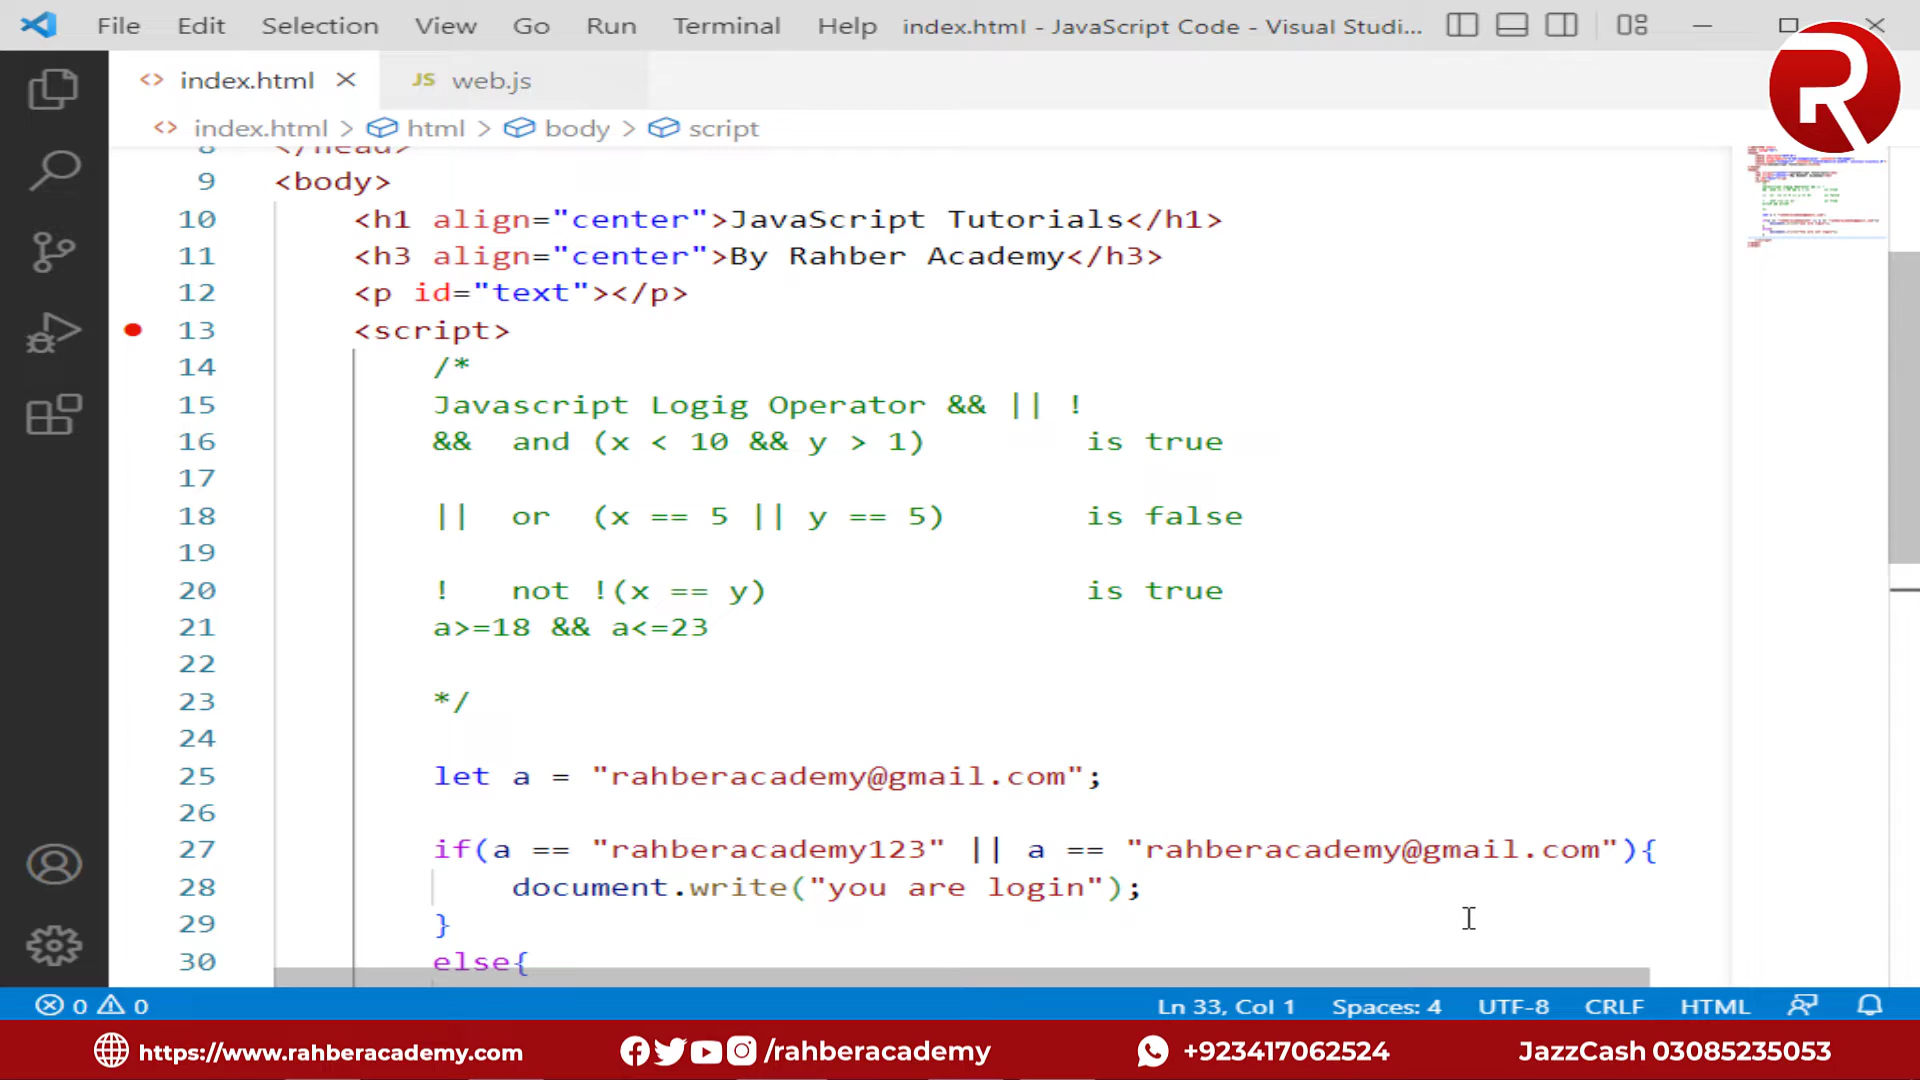 File Edit Selection View Go Run Terminal Help index.html - JavaScript Code - Visual Studi...
index.html JS web.js
index.html > html > body > script
8 </head>
9 <body>
10 <h1 align="center">JavaScript Tutorials</h1>
11 <h3 align="center">By Rahber Academy</h3>
12 <p id="text"></p>
13 <script>
14 /*
15 Javascript Logig Operator && || !
16 && and (x < 10 && y > 1) is true
17
18 || or (x == 5 || y == 5) is false
19
20 ! not !(x == y) is true
21 a>=18 && a<=23
22
23 */
24
25 let a = "rahberacademy@gmail.com";
26
27 if(a == "rahberacademy123" || a == "rahberacademy@gmail.com"){
28 document.write("you are login");
29 }
30 else{
0 0 Ln 33, Col 1 Spaces: 4 UTF-8 CRLF HTML
https://www.rahberacademy.com /rahberacademy +923417062524 JazzCash 03085235053